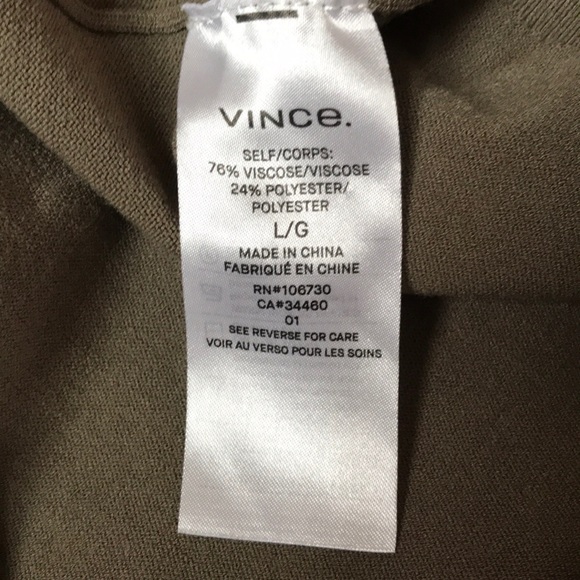 VINCE.
SELF/CORPS:
76% VISCOSE/VISCOSE
24% POLYESTER/
POLYESTER
L/G
MADE IN CHINA
FABRIQUÉ EN CHINE
RN#106730
CA#34460
01
SEE REVERSE FOR CARE
VOIR AU VERSO POUR LES SOINS